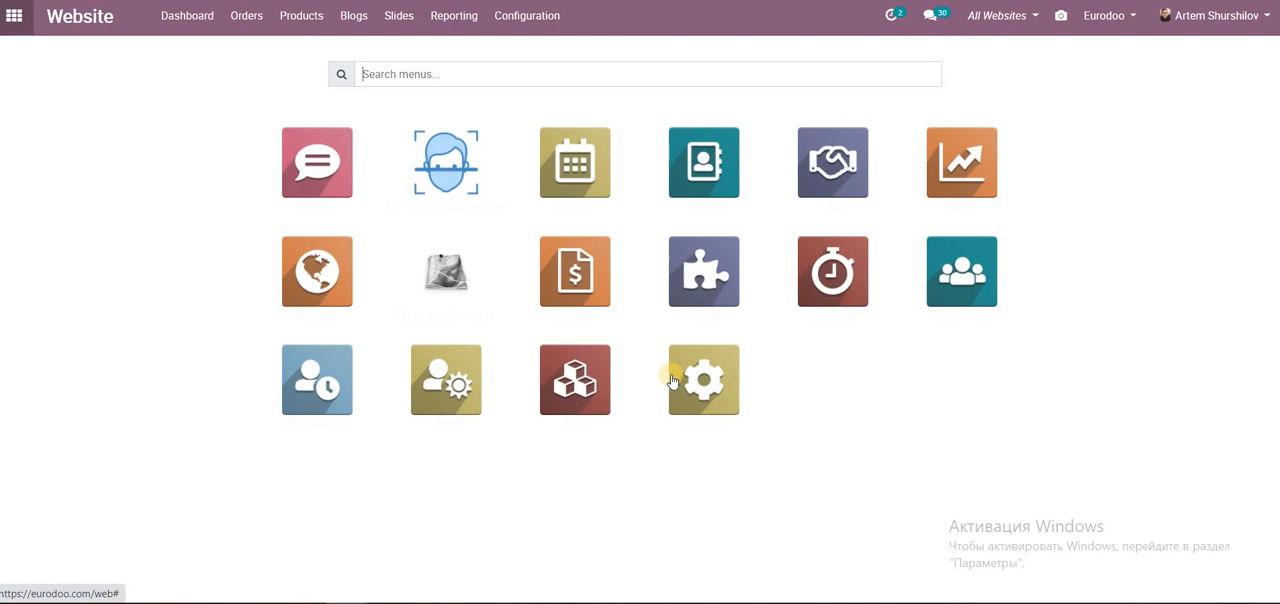 Website Dashboard Orders Products Blogs Slides Reporting Configuration 2 30 All Websites Eurodoo Artem Shurshilov
Search menus...
Активация Windows
Чтобы активировать Windows, перейдите в раздел
"Параметры".
https://eurodoo.com/web#